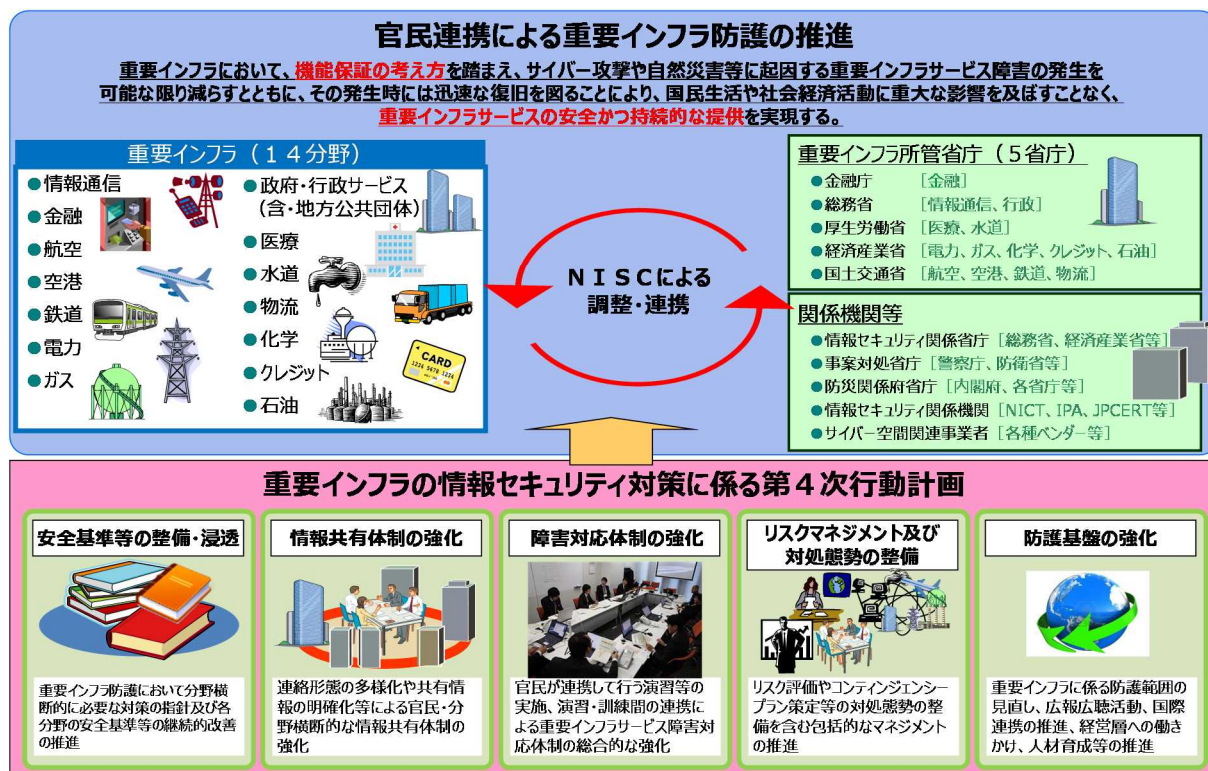 官民連携による重要インフラ防護の推進
重要インフラにおいて、機能保証の考え方を踏まえ、サイバー攻撃や自然災害等に起因する重要インフラサービス障害の発生を
可能な限り減らすとともに、その発生時には迅速な復旧を図ることにより、国民生活や社会経済活動に重大な影響を及ぼすことなく、
重要インフラサービスの安全かつ持続的な提供を実現する。
重要インフラ（１４分野）
●情報通信
●金融
●航空
●空港
●鉄道
●電力
●ガス
●政府・行政サービス
（含・地方公共団体）
●医療
●水道
●物流
●化学
●クレジット
●石油
CARD
1234 5678 1234
ＮＩＳＣによる
調整・連携
重要インフラ所管省庁（５省庁）
●金融庁 ［金融］
●総務省 ［情報通信、行政］
●厚生労働省 ［医療、水道］
●経済産業省 ［電力、ガス、化学、クレジット、石油］
●国土交通省 ［航空、空港、鉄道、物流］
関係機関等
●情報セキュリティ関係省庁［総務省、経済産業省等］
●事案対処省庁［警察庁、防衛省等］
●防災関係府省庁［内閣府、各省庁等］
●情報セキュリティ関係機関［NICT、IPA、JPCERT等］
●サイバー空間関連事業者［各種ベンダー等］
重要インフラの情報セキュリティ対策に係る第４次行動計画
安全基準等の整備・浸透
重要インフラ防護において分野横
断的に必要な対策の指針及び各
分野の安全基準等の継続的改善
の推進
情報共有体制の強化
連絡形態の多様化や共有情
報の明確化等による官民・分
野横断的な情報共有体制の
強化
障害対応体制の強化
官民が連携して行う演習等の
実施、演習・訓練間の連携に
よる重要インフラサービス障害対
応体制の総合的な強化
リスクマネジメント及び
対処態勢の整備
リスク評価やコンティンジェンシー
プラン策定等の対処態勢の整
備を含む包括的なマネジメント
の推進
防護基盤の強化
重要インフラに係る防護範囲の
見直し、広報広聴活動、国際
連携の推進、経営層への働き
かけ、人材育成等の推進